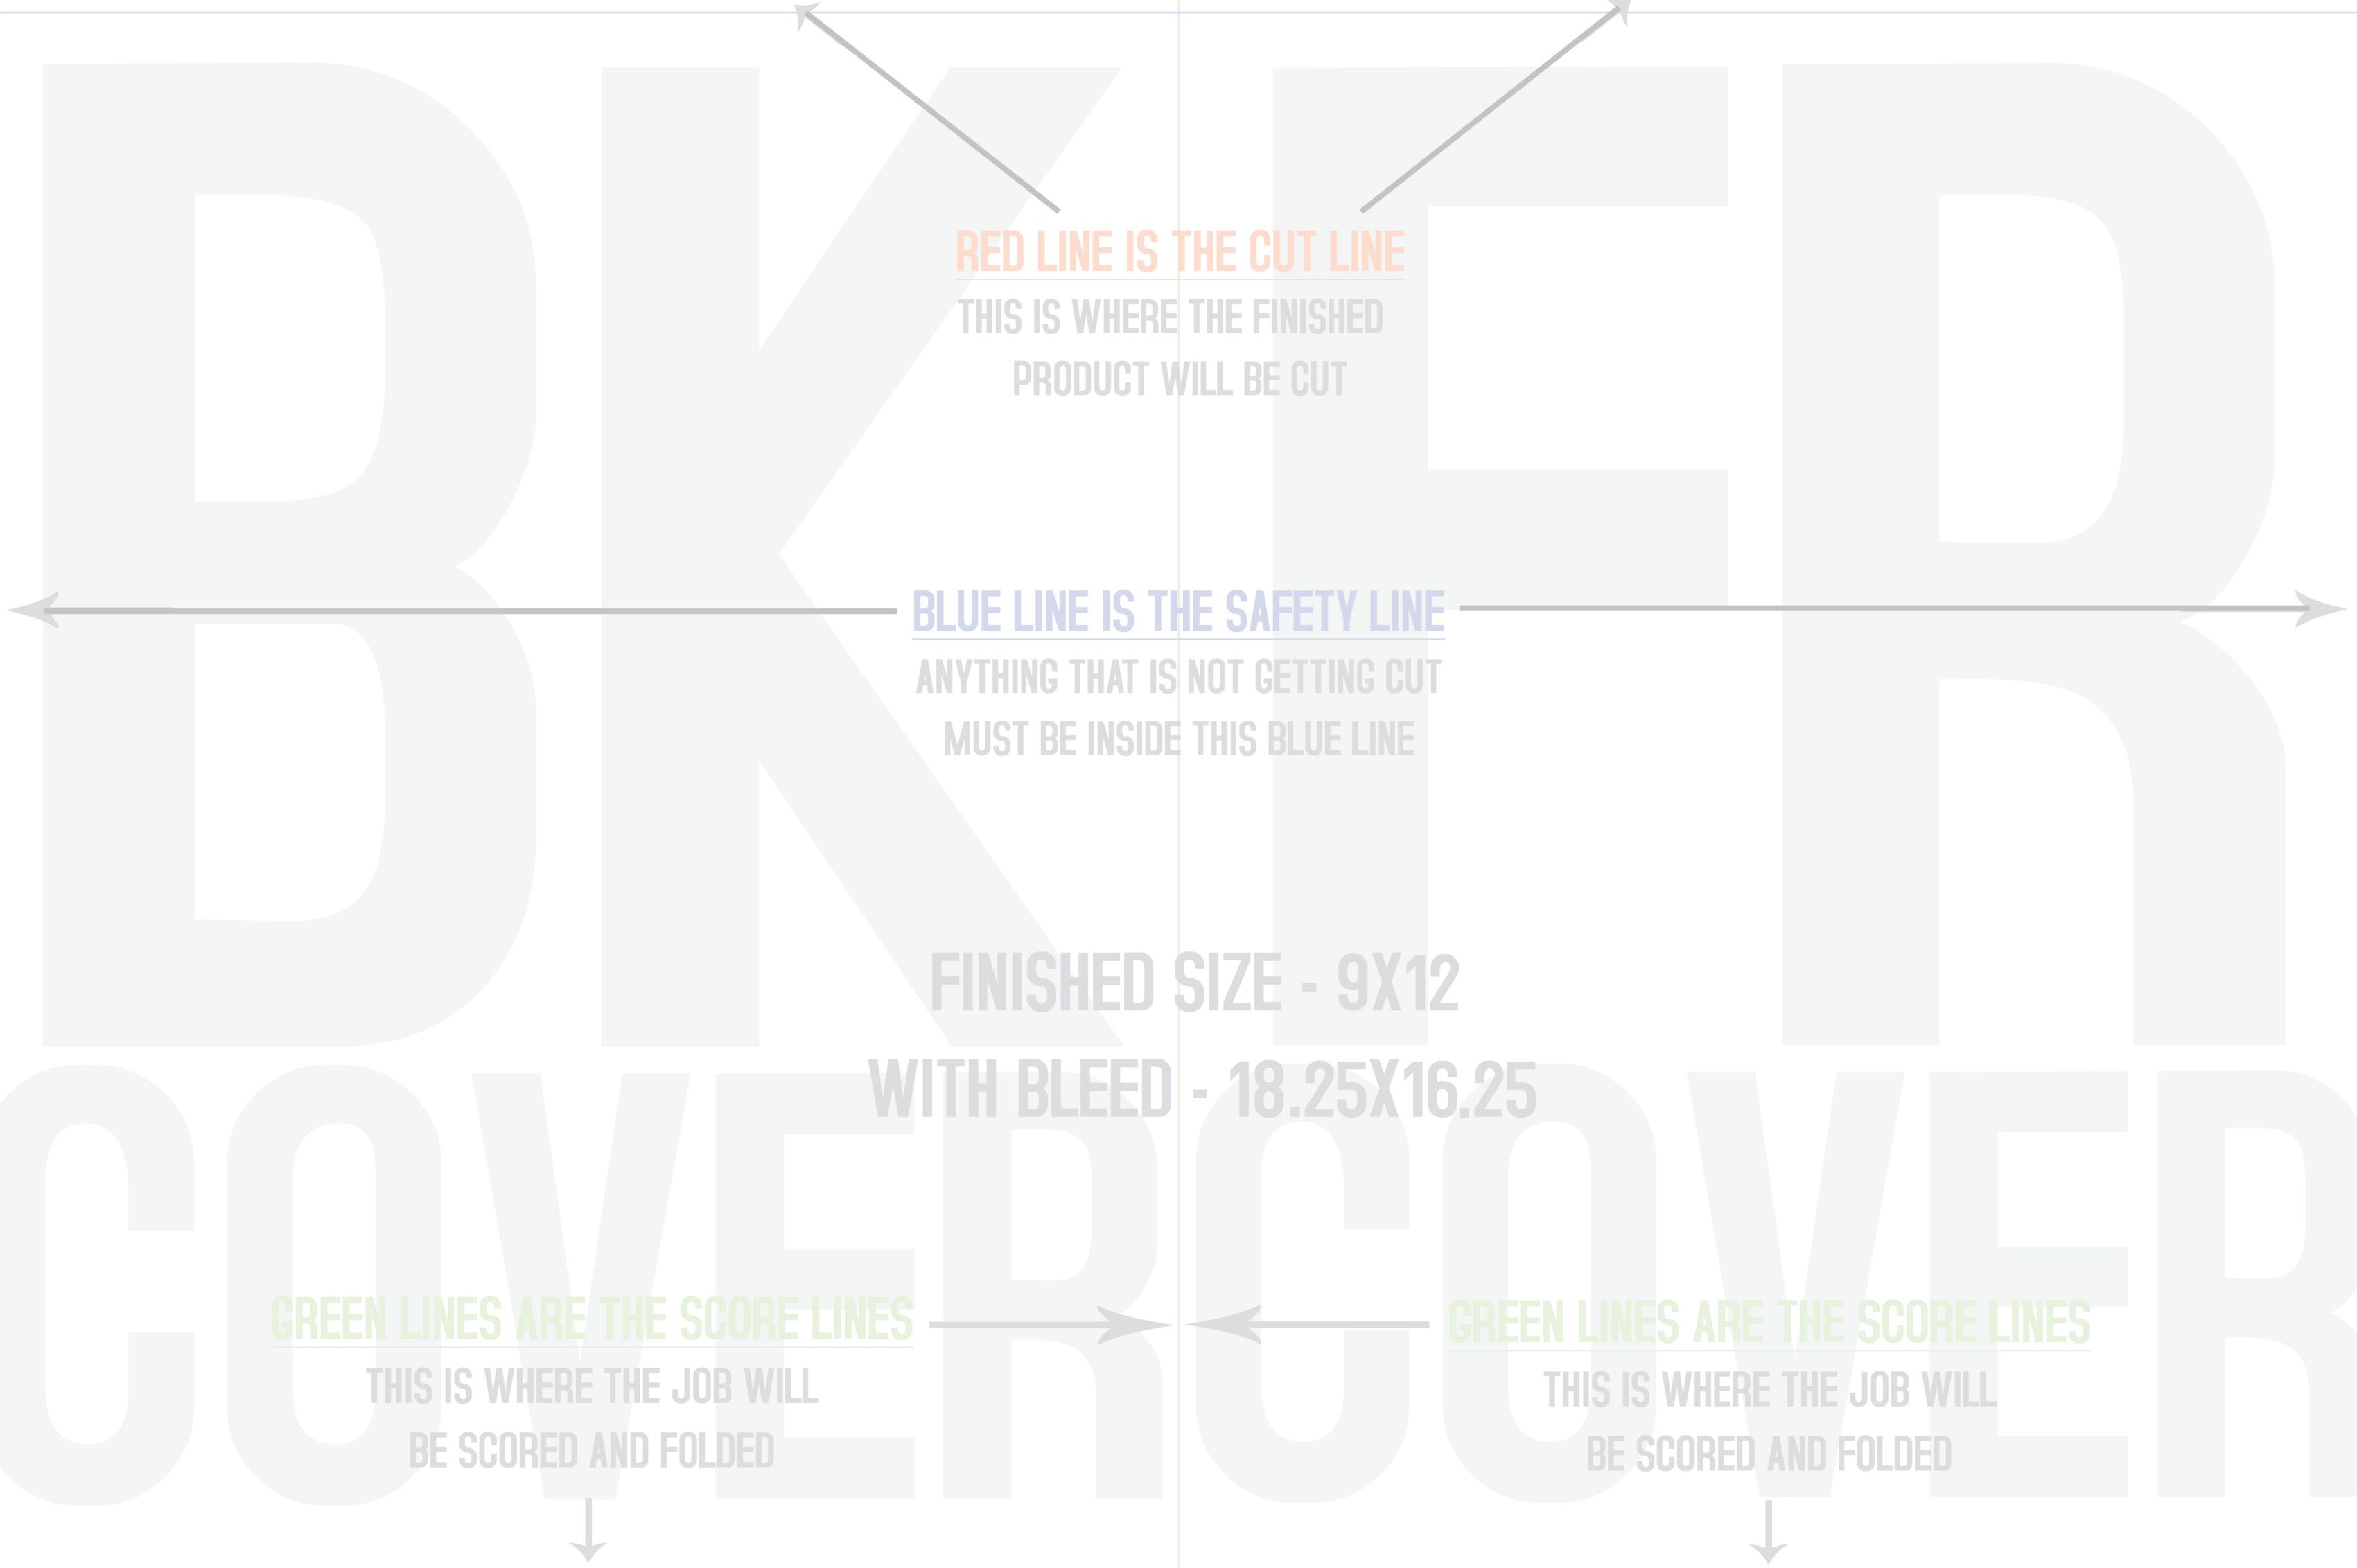 BK FR
RED LINE IS THE CUT LINE
THIS IS WHERE THE FINISHED
PRODUCT WILL BE CUT
BLUE LINE IS THE SAFETY LINE
ANYTHING THAT IS NOT GETTING CUT
MUST BE INSIDE THIS BLUE LINE
FINISHED SIZE - 9X12
WITH BLEED - 18.25X16.25
COVER COVER
GREEN LINES ARE THE SCORE LINES
THIS IS WHERE THE JOB WILL
BE SCORED AND FOLDED
GREEN LINES ARE THE SCORE LINES
THIS IS WHERE THE JOB WILL
BE SCORED AND FOLDED